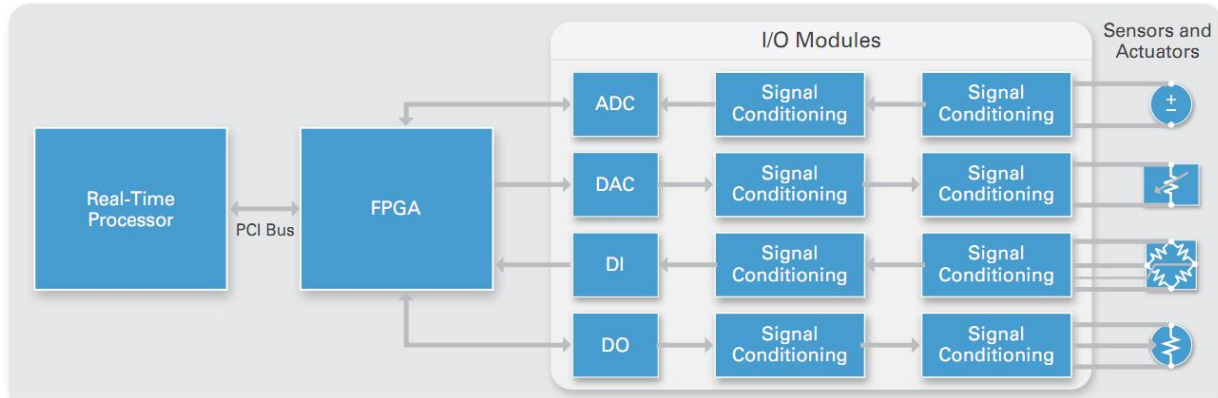 I/O Modules
Sensors and
Actuators
Real-Time
Processor
PCI Bus
FPGA
ADC
Signal
Conditioning
Signal
Conditioning
+
−
DAC
Signal
Conditioning
Signal
Conditioning
DI
Signal
Conditioning
Signal
Conditioning
DO
Signal
Conditioning
Signal
Conditioning